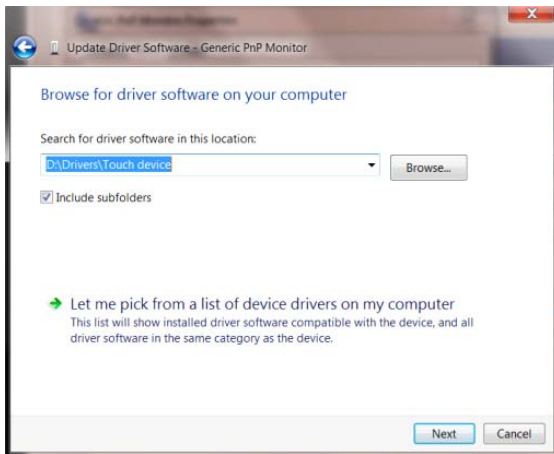 Update Driver Software - Generic PnP Monitor
Browse for driver software on your computer
Search for driver software in this location:
D:\Drivers\Touch device
Browse...
Include subfolders
Let me pick from a list of device drivers on my computer
This list will show installed driver software compatible with the device, and all
driver software in the same category as the device.
Next
Cancel